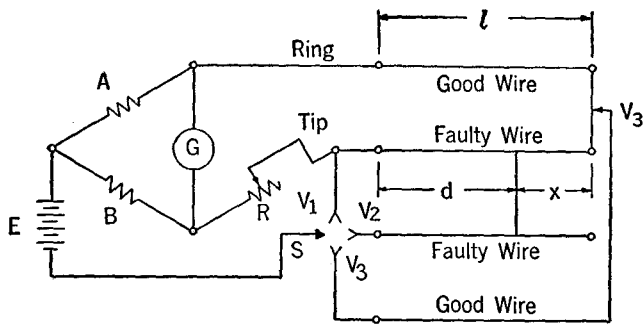 l
Ring
A
Good Wire
V3
Tip
Faulty Wire
G
d
x
B
R
V1
V2
E
S
Faulty Wire
V3
Good Wire